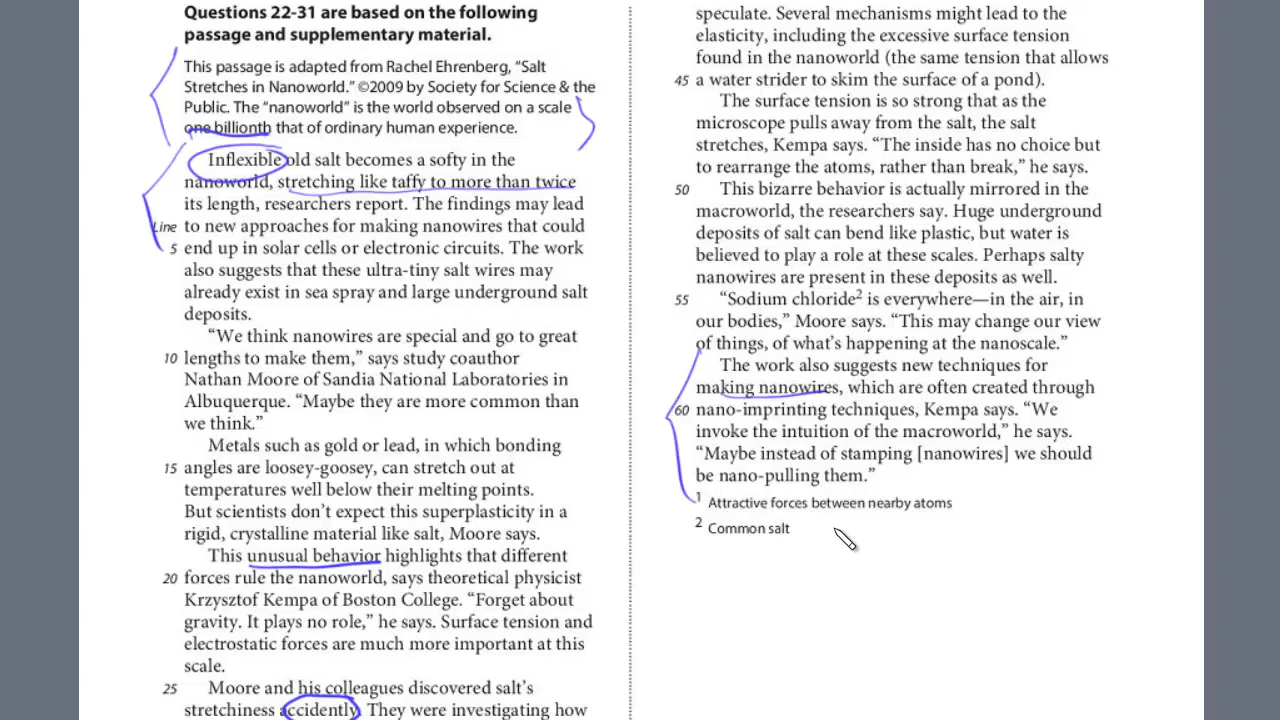 Questions 22-31 are based on the following
passage and supplementary material.
This passage is adapted from Rachel Ehrenberg, “Salt
Stretches in Nanoworld.” ©2009 by Society for Science & the
Public. The “nanoworld” is the world observed on a scale
one billionth that of ordinary human experience.
Inflexible old salt becomes a softy in the
nanoworld, stretching like taffy to more than twice
its length, researchers report. The findings may lead
Line to new approaches for making nanowires that could
5 end up in solar cells or electronic circuits. The work
also suggests that these ultra-tiny salt wires may
already exist in sea spray and large underground salt
deposits.
“We think nanowires are special and go to great
10 lengths to make them,” says study coauthor
Nathan Moore of Sandia National Laboratories in
Albuquerque. “Maybe they are more common than
we think.”
Metals such as gold or lead, in which bonding
15 angles are loosey-goosey, can stretch out at
temperatures well below their melting points.
But scientists don’t expect this superplasticity in a
rigid, crystalline material like salt, Moore says.
This unusual behavior highlights that different
20 forces rule the nanoworld, says theoretical physicist
Krzysztof Kempa of Boston College. “Forget about
gravity. It plays no role,” he says. Surface tension and
electrostatic forces are much more important at this
scale.
25 Moore and his colleagues discovered salt’s
stretchiness accidently. They were investigating how
speculate. Several mechanisms might lead to the
elasticity, including the excessive surface tension
found in the nanoworld (the same tension that allows
45 a water strider to skim the surface of a pond).
The surface tension is so strong that as the
microscope pulls away from the salt, the salt
stretches, Kempa says. “The inside has no choice but
to rearrange the atoms, rather than break,” he says.
50 This bizarre behavior is actually mirrored in the
macroworld, the researchers say. Huge underground
deposits of salt can bend like plastic, but water is
believed to play a role at these scales. Perhaps salty
nanowires are present in these deposits as well.
55 “Sodium chloride2 is everywhere—in the air, in
our bodies,” Moore says. “This may change our view
of things, of what’s happening at the nanoscale.”
The work also suggests new techniques for
making nanowires, which are often created through
60 nano-imprinting techniques, Kempa says. “We
invoke the intuition of the macroworld,” he says.
“Maybe instead of stamping [nanowires] we should
be nano-pulling them.”
1 Attractive forces between nearby atoms
2 Common salt